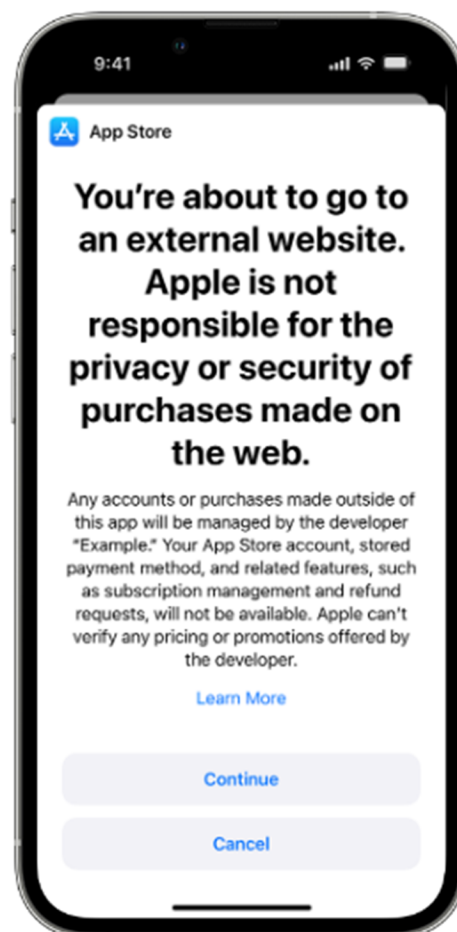 9:41
App Store
You’re about to go to
an external website.
Apple is not
responsible for the
privacy or security of
purchases made on
the web.
Any accounts or purchases made outside of
this app will be managed by the developer
“Example.” Your App Store account, stored
payment method, and related features, such
as subscription management and refund
requests, will not be available. Apple can’t
verify any pricing or promotions offered by
the developer.
Learn More
Continue
Cancel